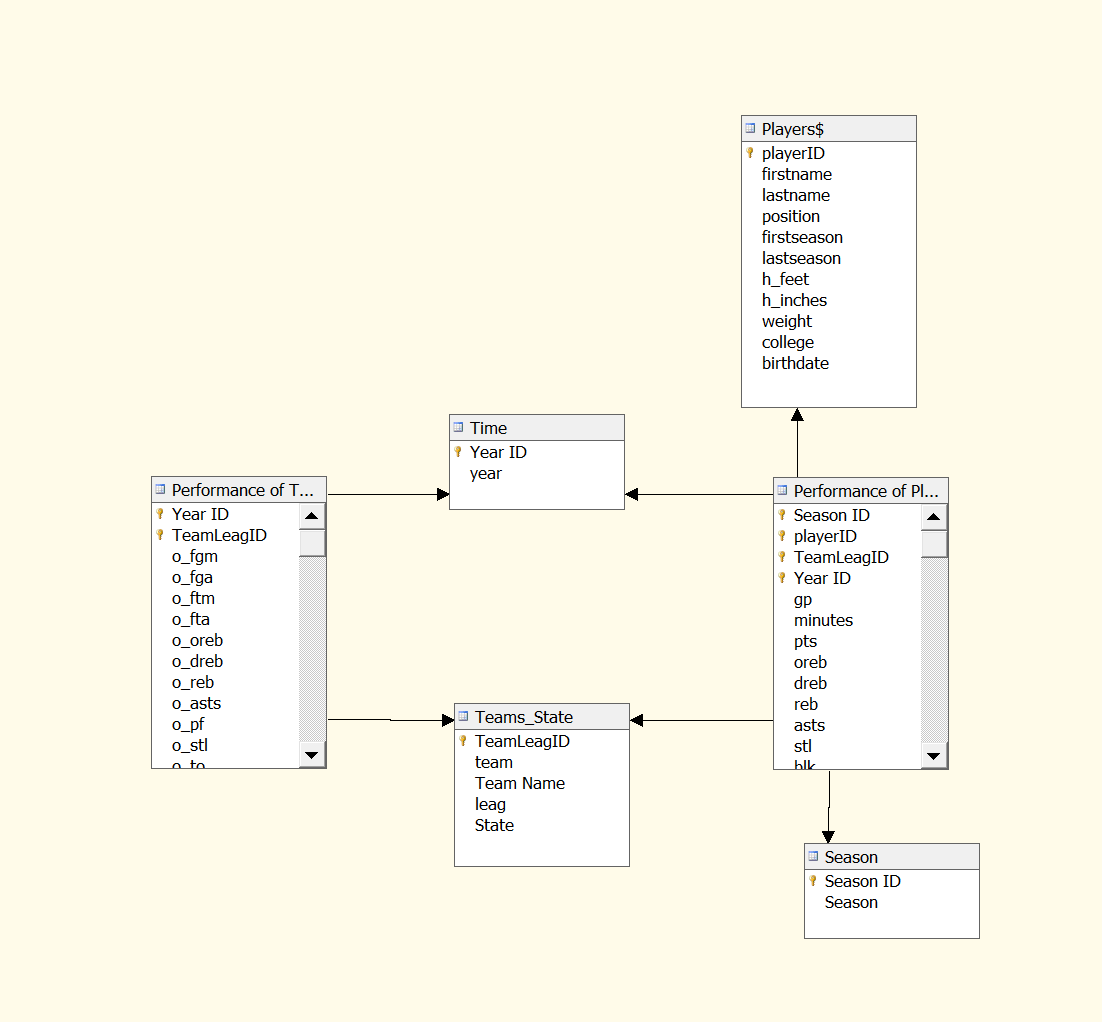 Players$
playerID
firstname
lastname
position
firstseason
lastseason
h_feet
h_inches
weight
college
birthdate
Time
Year ID
year
Performance of T...
Year ID
TeamLeagID
o_fgm
o_fga
o_ftm
o_fta
o_oreb
o_dreb
o_reb
o_asts
o_pf
o_stl
o_to
Performance of Pl...
Season ID
playerID
TeamLeagID
Year ID
gp
minutes
pts
oreb
dreb
reb
asts
stl
blk
Teams_State
TeamLeagID
team
Team Name
leag
State
Season
Season ID
Season